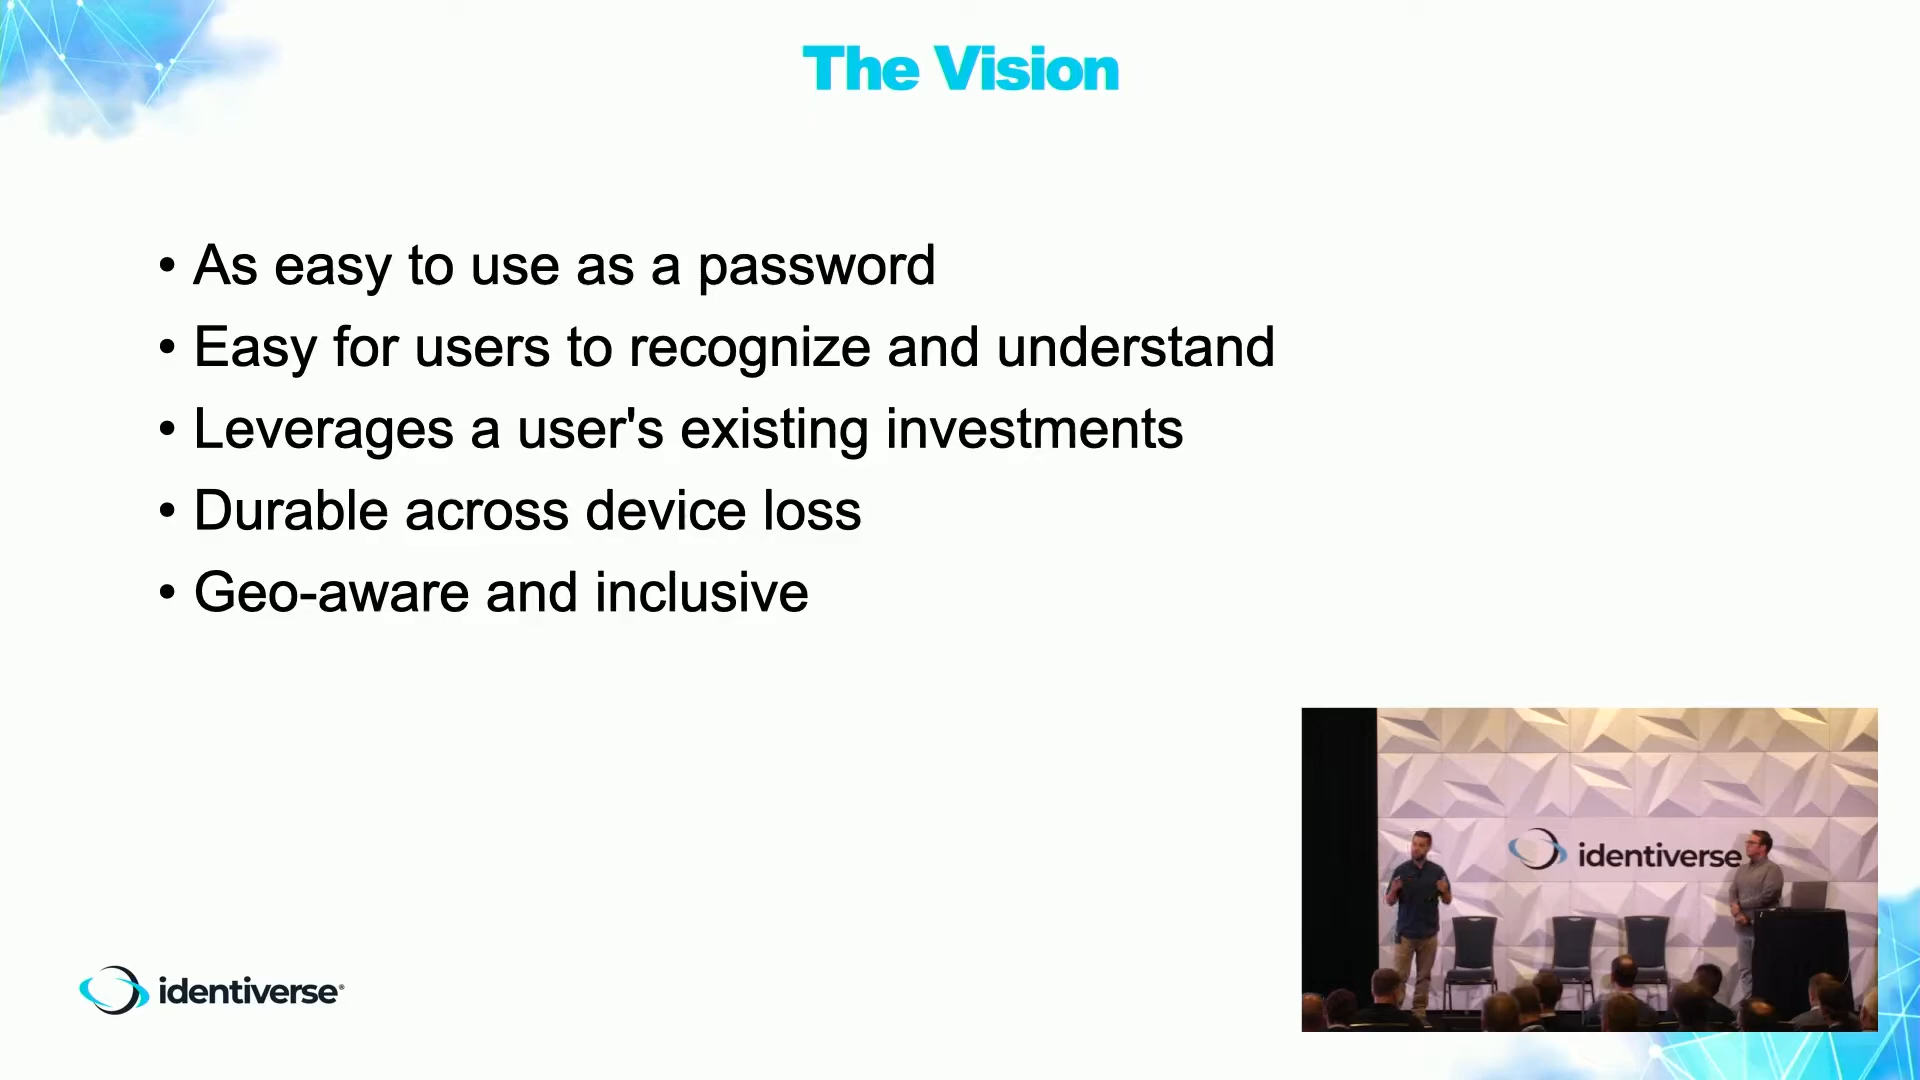 The Vision
• As easy to use as a password
• Easy for users to recognize and understand
• Leverages a user's existing investments
• Durable across device loss
• Geo-aware and inclusive
identiverse
identiverse®